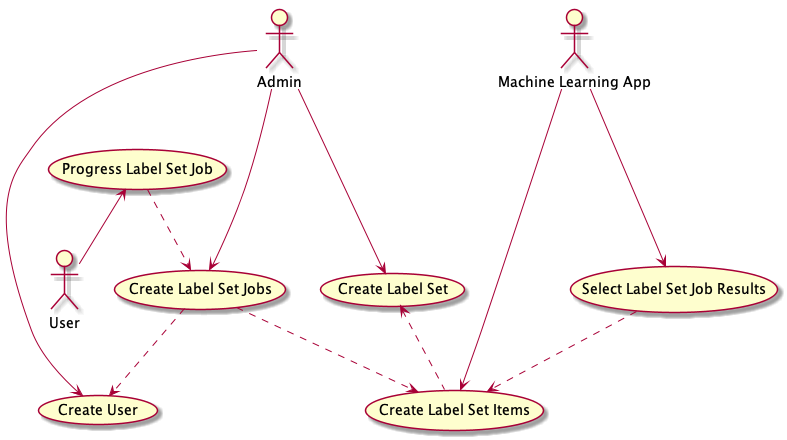 Admin
Machine Learning App
Progress Label Set Job
User
Create Label Set Jobs
Create Label Set
Select Label Set Job Results
Create User
Create Label Set Items